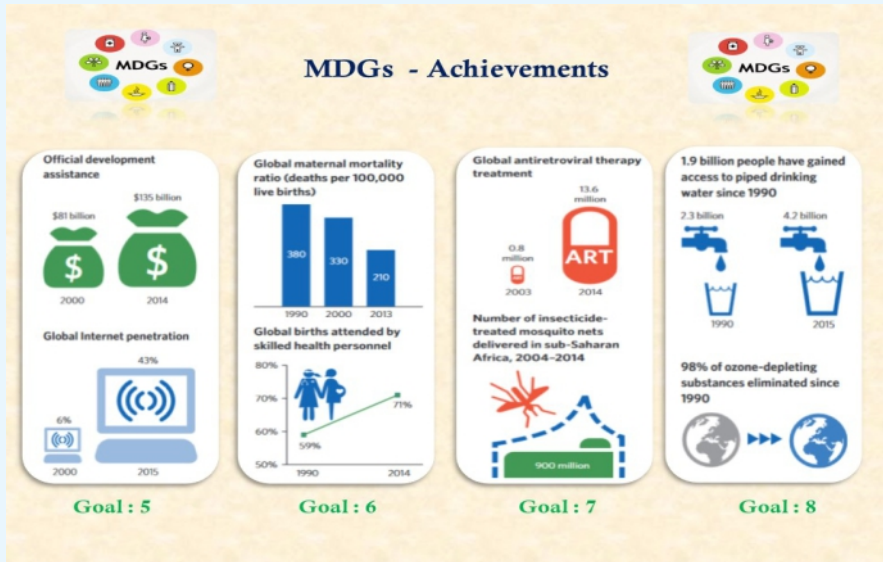 MDGs
MDGs - Achievements
MDGs
Official development
assistance
$81 billion
$135 billion
$
$
2000
2014
Global Internet penetration
6%
43%
2000
2015
Goal : 5
Global maternal mortality
ratio (deaths per 100,000
live births)
380
330
210
1990
2000
2013
Global births attended by
skilled health personnel
80%
70%
60%
50%
59%
71%
1990
2014
Goal : 6
Global antiretroviral therapy
treatment
0.8
million
13.6
million
ART
2003
2014
Number of insecticide-
treated mosquito nets
delivered in sub-Saharan
Africa, 2004–2014
900 million
Goal : 7
1.9 billion people have gained
access to piped drinking
water since 1990
2.3 billion
4.2 billion
1990
2015
98% of ozone-depleting
substances eliminated since
1990
Goal : 8